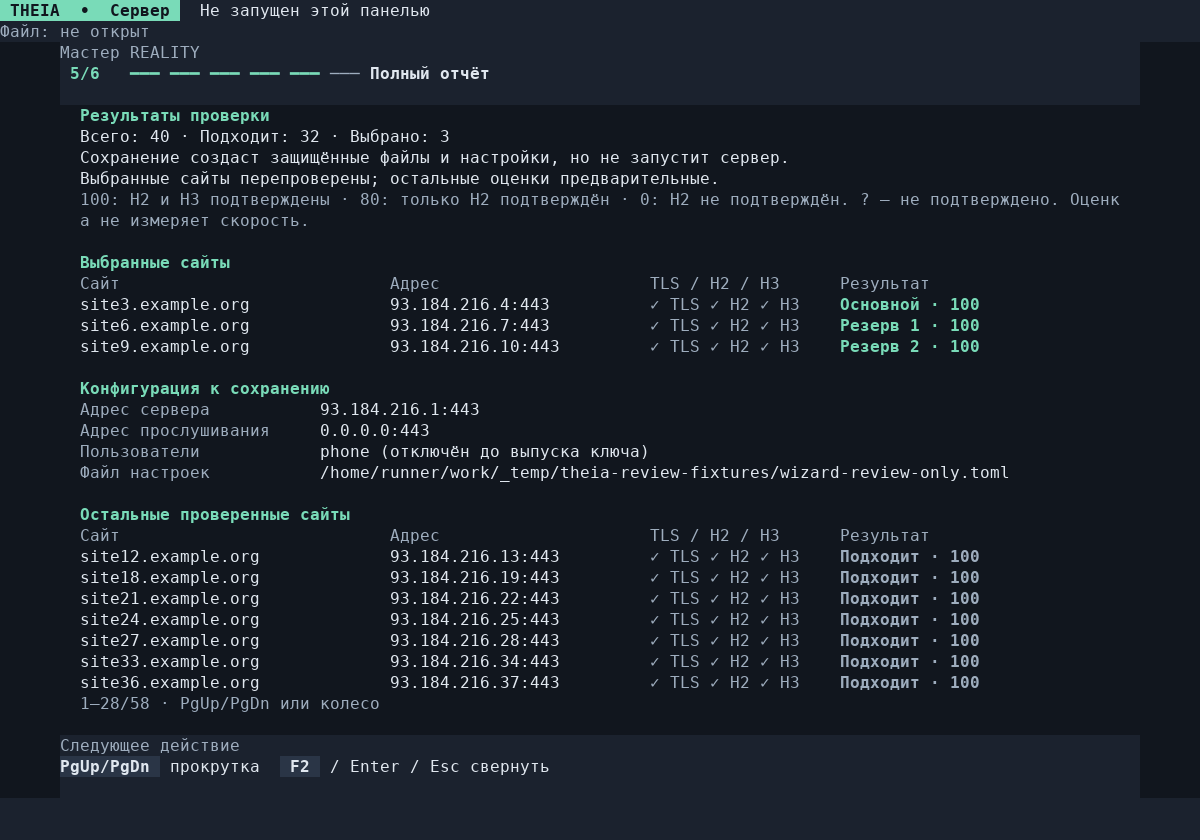 THEIA • Сервер Не запущен этой панелью
Файл: не открыт
Мастер REALITY
5/6 ━━━ ━━━ ━━━ ━━━ ━━━ ─── Полный отчёт
Результаты проверки
Всего: 40 · Подходит: 32 · Выбрано: 3
Сохранение создаст защищённые файлы и настройки, но не запустит сервер.
Выбранные сайты перепроверены; остальные оценки предварительные.
100: H2 и H3 подтверждены · 80: только H2 подтверждён · 0: H2 не подтверждён. ? — не подтверждено. Оценк
а не измеряет скорость.
Выбранные сайты
Сайт Адрес TLS / H2 / H3 Результат
site3.example.org 93.184.216.4:443 ✓ TLS ✓ H2 ✓ H3 Основной · 100
site6.example.org 93.184.216.7:443 ✓ TLS ✓ H2 ✓ H3 Резерв 1 · 100
site9.example.org 93.184.216.10:443 ✓ TLS ✓ H2 ✓ H3 Резерв 2 · 100
Конфигурация к сохранению
Адрес сервера 93.184.216.1:443
Адрес прослушивания 0.0.0.0:443
Пользователи phone (отключён до выпуска ключа)
Файл настроек /home/runner/work/_temp/theia-review-fixtures/wizard-review-only.toml
Остальные проверенные сайты
Сайт Адрес TLS / H2 / H3 Результат
site12.example.org 93.184.216.13:443 ✓ TLS ✓ H2 ✓ H3 Подходит · 100
site18.example.org 93.184.216.19:443 ✓ TLS ✓ H2 ✓ H3 Подходит · 100
site21.example.org 93.184.216.22:443 ✓ TLS ✓ H2 ✓ H3 Подходит · 100
site24.example.org 93.184.216.25:443 ✓ TLS ✓ H2 ✓ H3 Подходит · 100
site27.example.org 93.184.216.28:443 ✓ TLS ✓ H2 ✓ H3 Подходит · 100
site33.example.org 93.184.216.34:443 ✓ TLS ✓ H2 ✓ H3 Подходит · 100
site36.example.org 93.184.216.37:443 ✓ TLS ✓ H2 ✓ H3 Подходит · 100
1–28/58 · PgUp/PgDn или колесо
Следующее действие
PgUp/PgDn прокрутка F2 / Enter / Esc свернуть